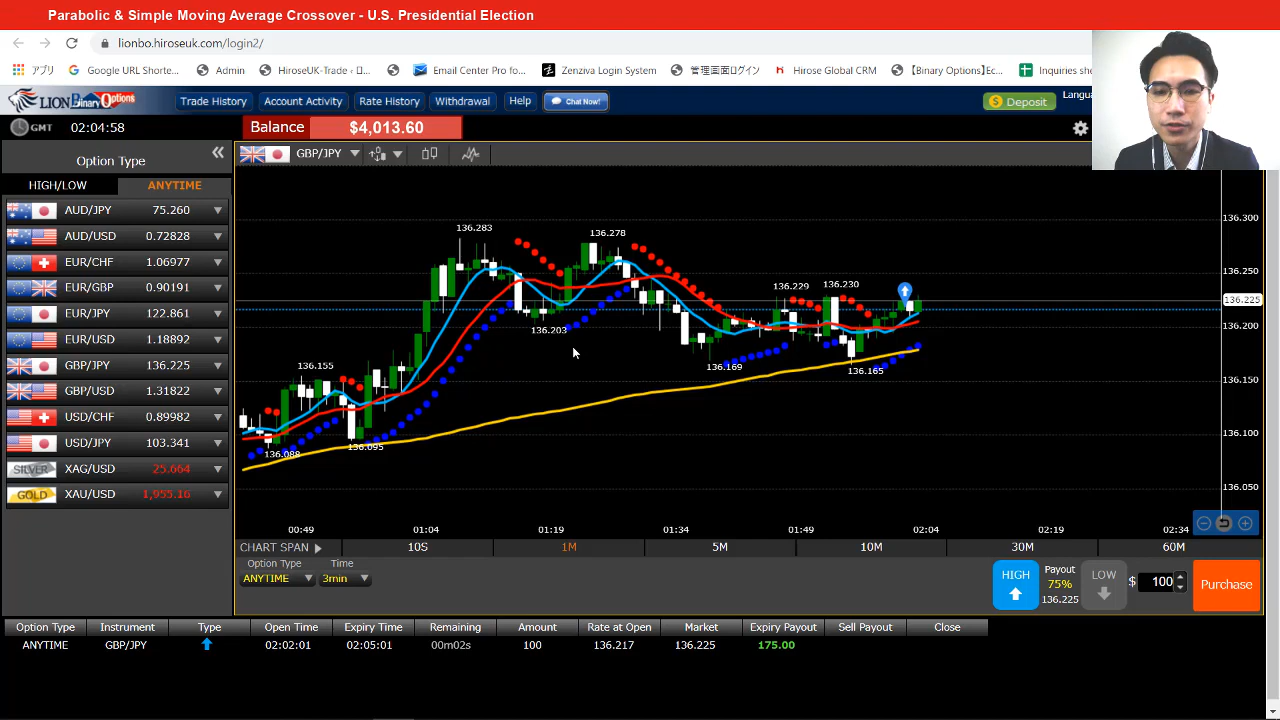 Parabolic & Simple Moving Average Crossover - U.S. Presidential Election
lionbo.hiroseuk.com/login2/
アプリ Google URL Shorte... Admin HiroseUK-Trade ‹ ロ... Email Center Pro fo... Zenziva Login System 管理画面ログイン Hirose Global CRM 【Binary Options】Ec... Inquiries she
LION Binary Options Trade History Account Activity Rate History Withdrawal Help Chat Now! $ Deposit Langua
GMT 02:04:58 Balance $4,013.60
Option Type « GBP/JPY
HIGH/LOW ANYTIME
AUD/JPY 75.260
AUD/USD 0.72828
EUR/CHF 1.06977
EUR/GBP 0.90191
EUR/JPY 122.861
EUR/USD 1.18892
GBP/JPY 136.225
GBP/USD 1.31822
USD/CHF 0.89982
USD/JPY 103.341
SILVER XAG/USD 25.664
GOLD XAU/USD 1,955.16
136.283 136.278
136.229 136.230
136.203
136.155 136.169 136.165
136.088 136.095
136.300
136.250
136.225
136.200
136.150
136.100
136.050
00:49 01:04 01:19 01:34 01:49 02:04 02:19 02:34
CHART SPAN 10S 1M 5M 10M 30M 60M
Option Type Time
ANYTIME 3min
HIGH Payout LOW
75% $ 100 Purchase
136.225
Option Type Instrument Type Open Time Expiry Time Remaining Amount Rate at Open Market Expiry Payout Sell Payout Close
ANYTIME GBP/JPY 02:02:01 02:05:01 00m02s 100 136.217 136.225 175.00